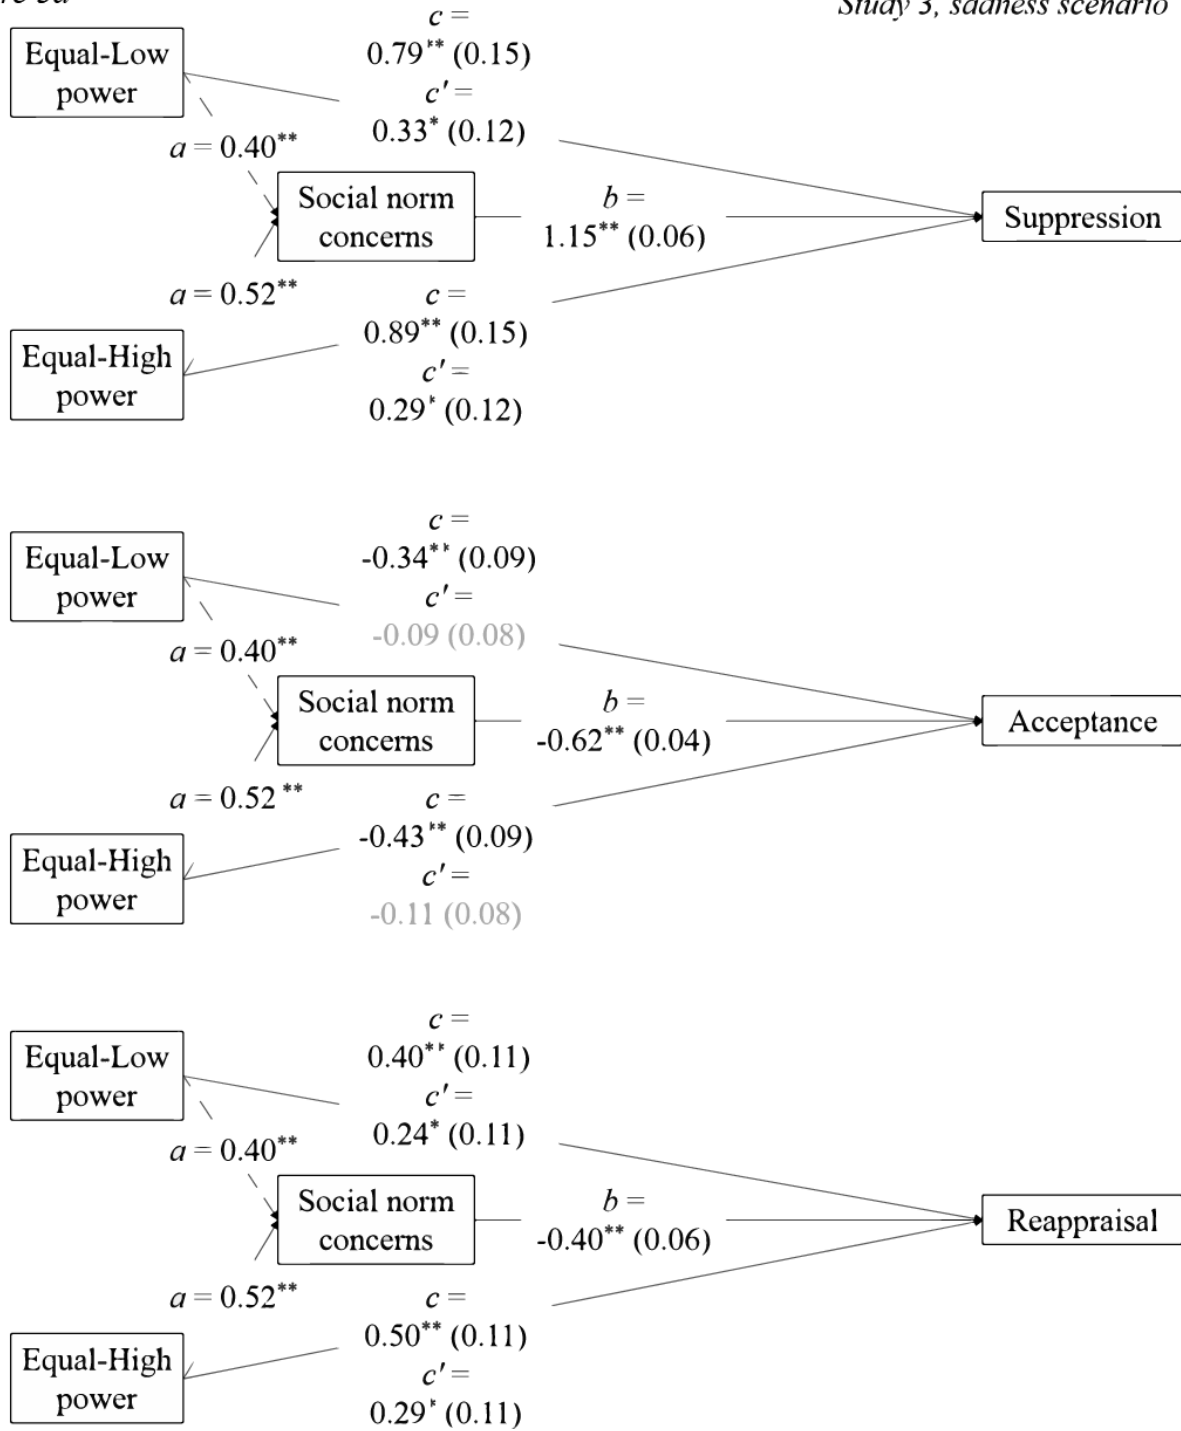 Study 3, sadness scenario
Equal-Low
power
c =
0.79** (0.15)
c' =
0.33* (0.12)
a = 0.40**
Social norm
concerns
b =
1.15** (0.06)
Suppression
a = 0.52**
Equal-High
power
c =
0.89** (0.15)
c' =
0.29* (0.12)
Equal-Low
power
c =
-0.34** (0.09)
c' =
-0.09 (0.08)
a = 0.40**
Social norm
concerns
b =
-0.62** (0.04)
Acceptance
a = 0.52 **
Equal-High
power
c =
-0.43** (0.09)
c' =
-0.11 (0.08)
Equal-Low
power
c =
0.40** (0.11)
c' =
0.24* (0.11)
a = 0.40**
Social norm
concerns
b =
-0.40** (0.06)
Reappraisal
a = 0.52**
Equal-High
power
c =
0.50** (0.11)
c' =
0.29* (0.11)